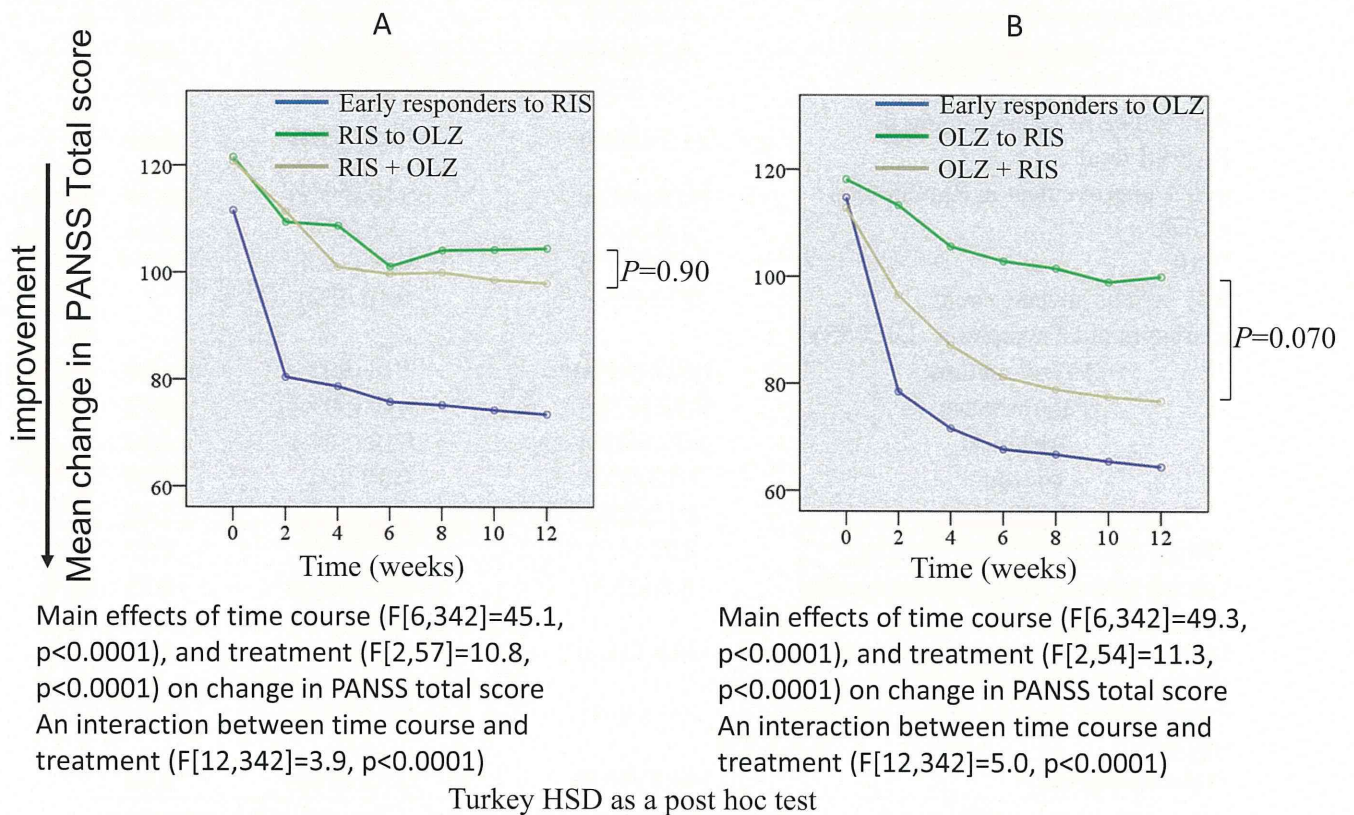 A
B
improvement
Mean change in PANSS Total score
Early responders to RIS
RIS to OLZ
RIS + OLZ
120
100
80
60
0 2 4 6 8 10 12
Time (weeks)
P=0.90
Early responders to OLZ
OLZ to RIS
OLZ + RIS
120
100
80
60
0 2 4 6 8 10 12
Time (weeks)
P=0.070
Main effects of time course (F[6,342]=45.1,
p<0.0001), and treatment (F[2,57]=10.8,
p<0.0001) on change in PANSS total score
An interaction between time course and
treatment (F[12,342]=3.9, p<0.0001)
Main effects of time course (F[6,342]=49.3,
p<0.0001), and treatment (F[2,54]=11.3,
p<0.0001) on change in PANSS total score
An interaction between time course and
treatment (F[12,342]=5.0, p<0.0001)
Turkey HSD as a post hoc test